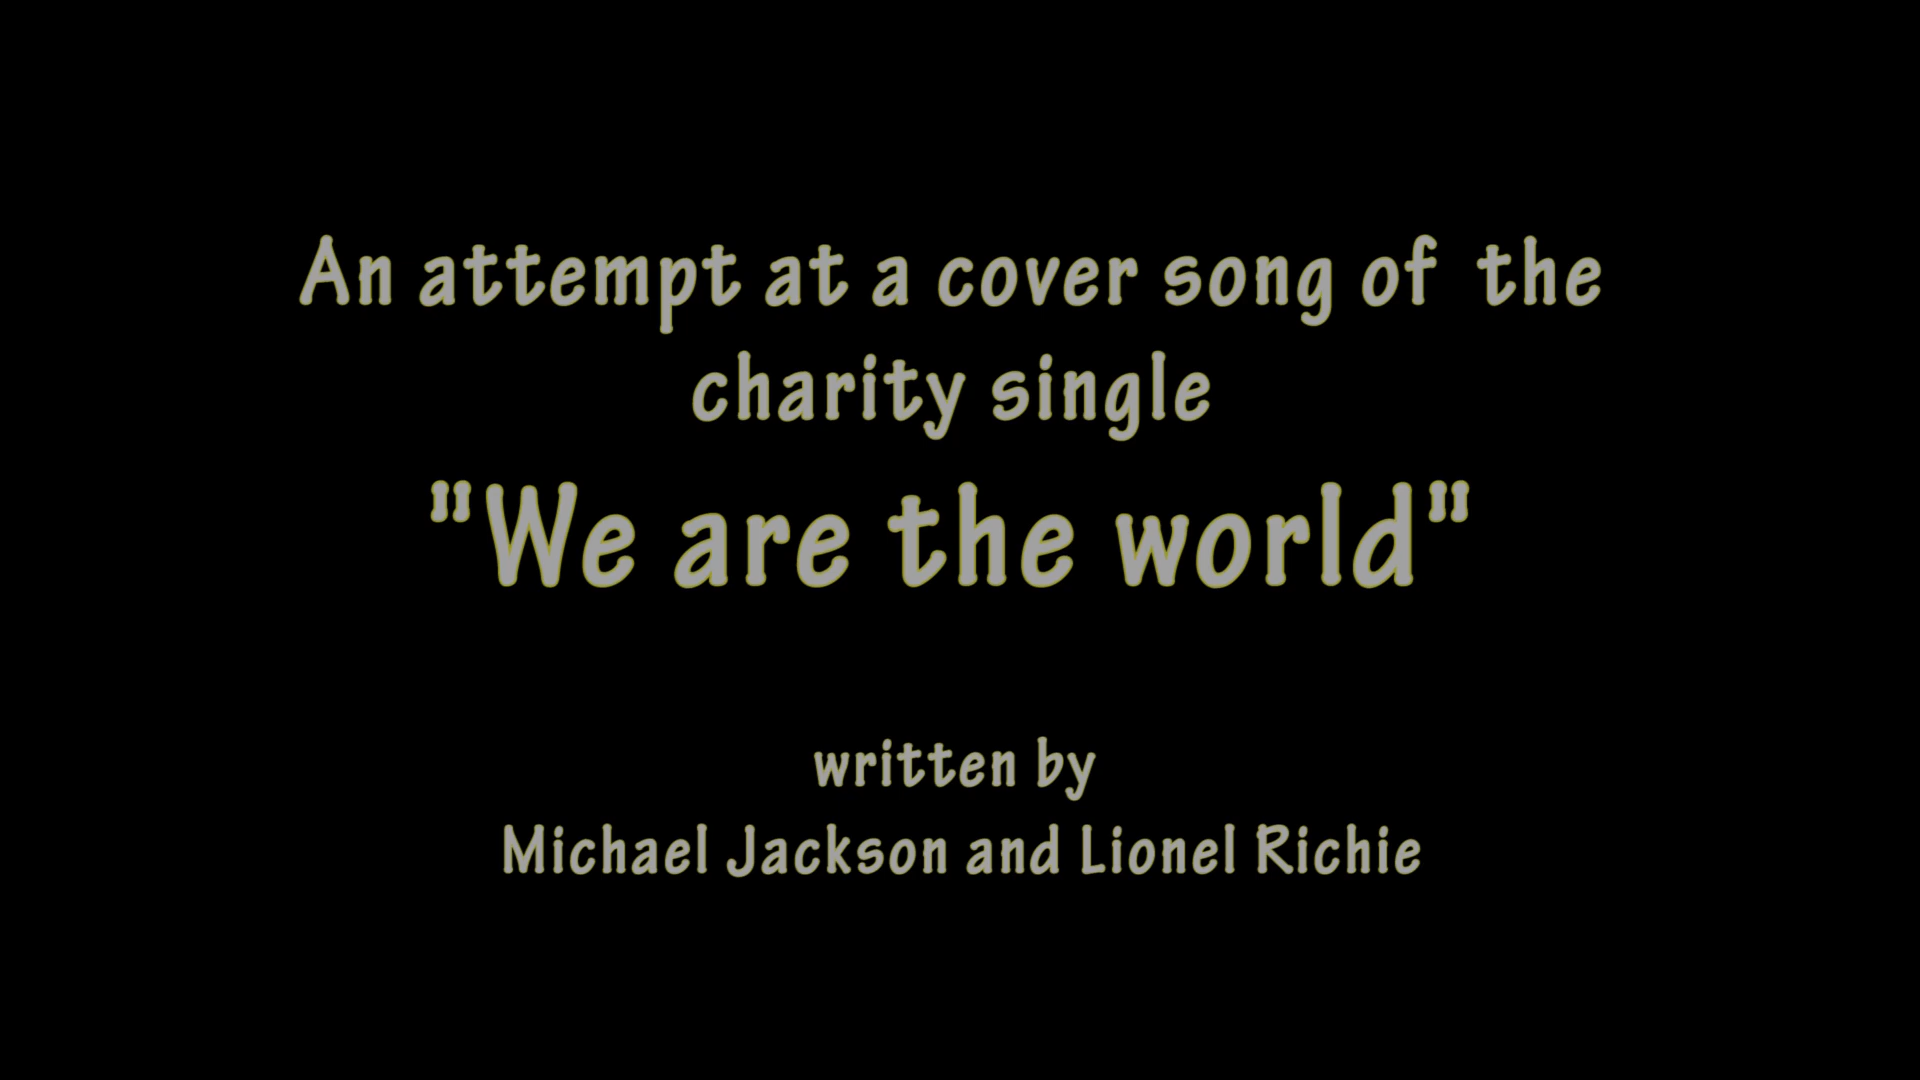 An attempt at a cover song of the
charity single
"We are the world"
written by
Michael Jackson and Lionel Richie